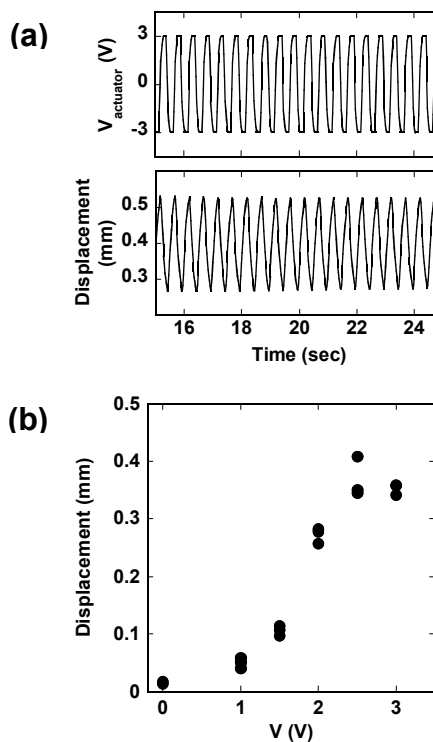 (a)
V actuator (V)
3
0
-3
Displacement
(mm)
0.5
0.4
0.3
16 18 20 22 24
Time (sec)
(b)
Displacement (mm)
0.5
0.4
0.3
0.2
0.1
0
0 1 2 3
V (V)